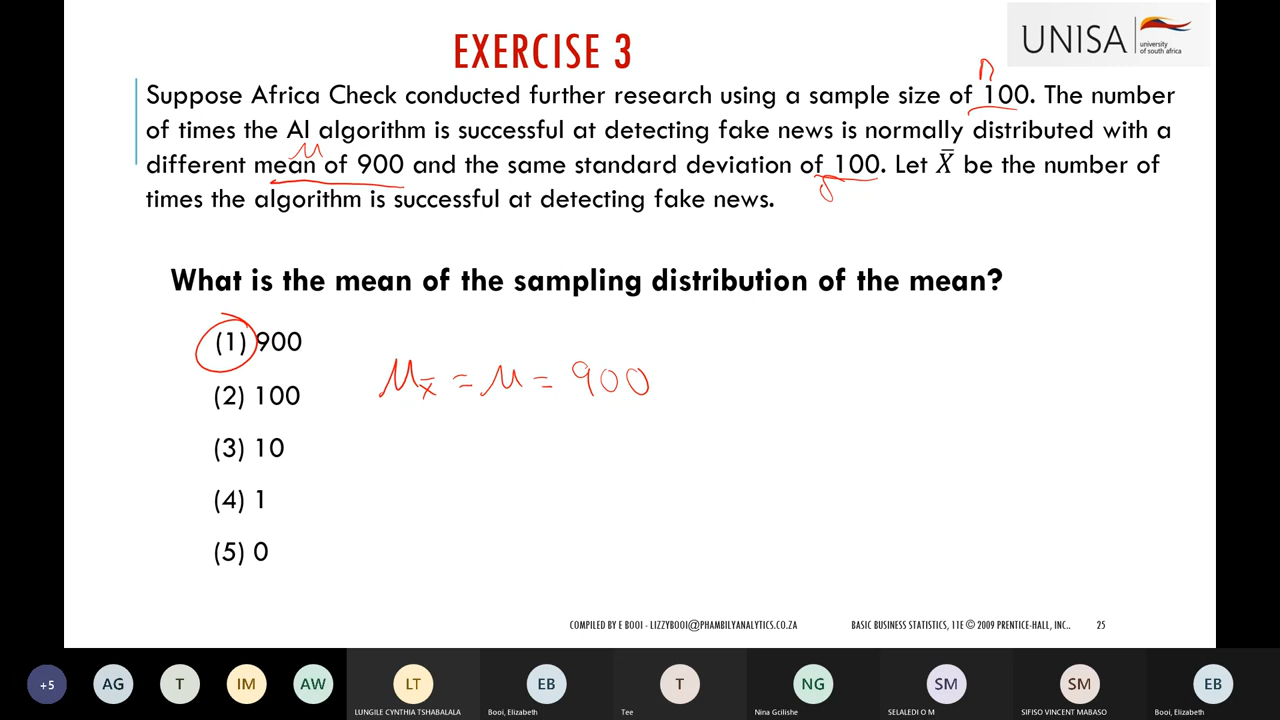 EXERCISE 3
UNISA
university
of south africa
n
Suppose Africa Check conducted further research using a sample size of 100. The number
of times the AI algorithm is successful at detecting fake news is normally distributed with a
μ
different mean of 900 and the same standard deviation of 100. Let X̄ be the number of
σ
times the algorithm is successful at detecting fake news.
What is the mean of the sampling distribution of the mean?
(1) 900
μx̄ = μ = 900
(2) 100
(3) 10
(4) 1
(5) 0
COMPILED BY E BOOI - LIZZYBOOI@PHAMBILYANALYTICS.CO.ZA
BASIC BUSINESS STATISTICS, 11E © 2009 PRENTICE-HALL, INC..
25
+5 AG T IM AW LT EB T NG SM SM EB
LUNGILE CYNTHIA TSHABALALA Booi, Elizabeth Tee Nina Gcilishe SELALEDI O M SIFISO VINCENT MABASO Booi, Elizabeth